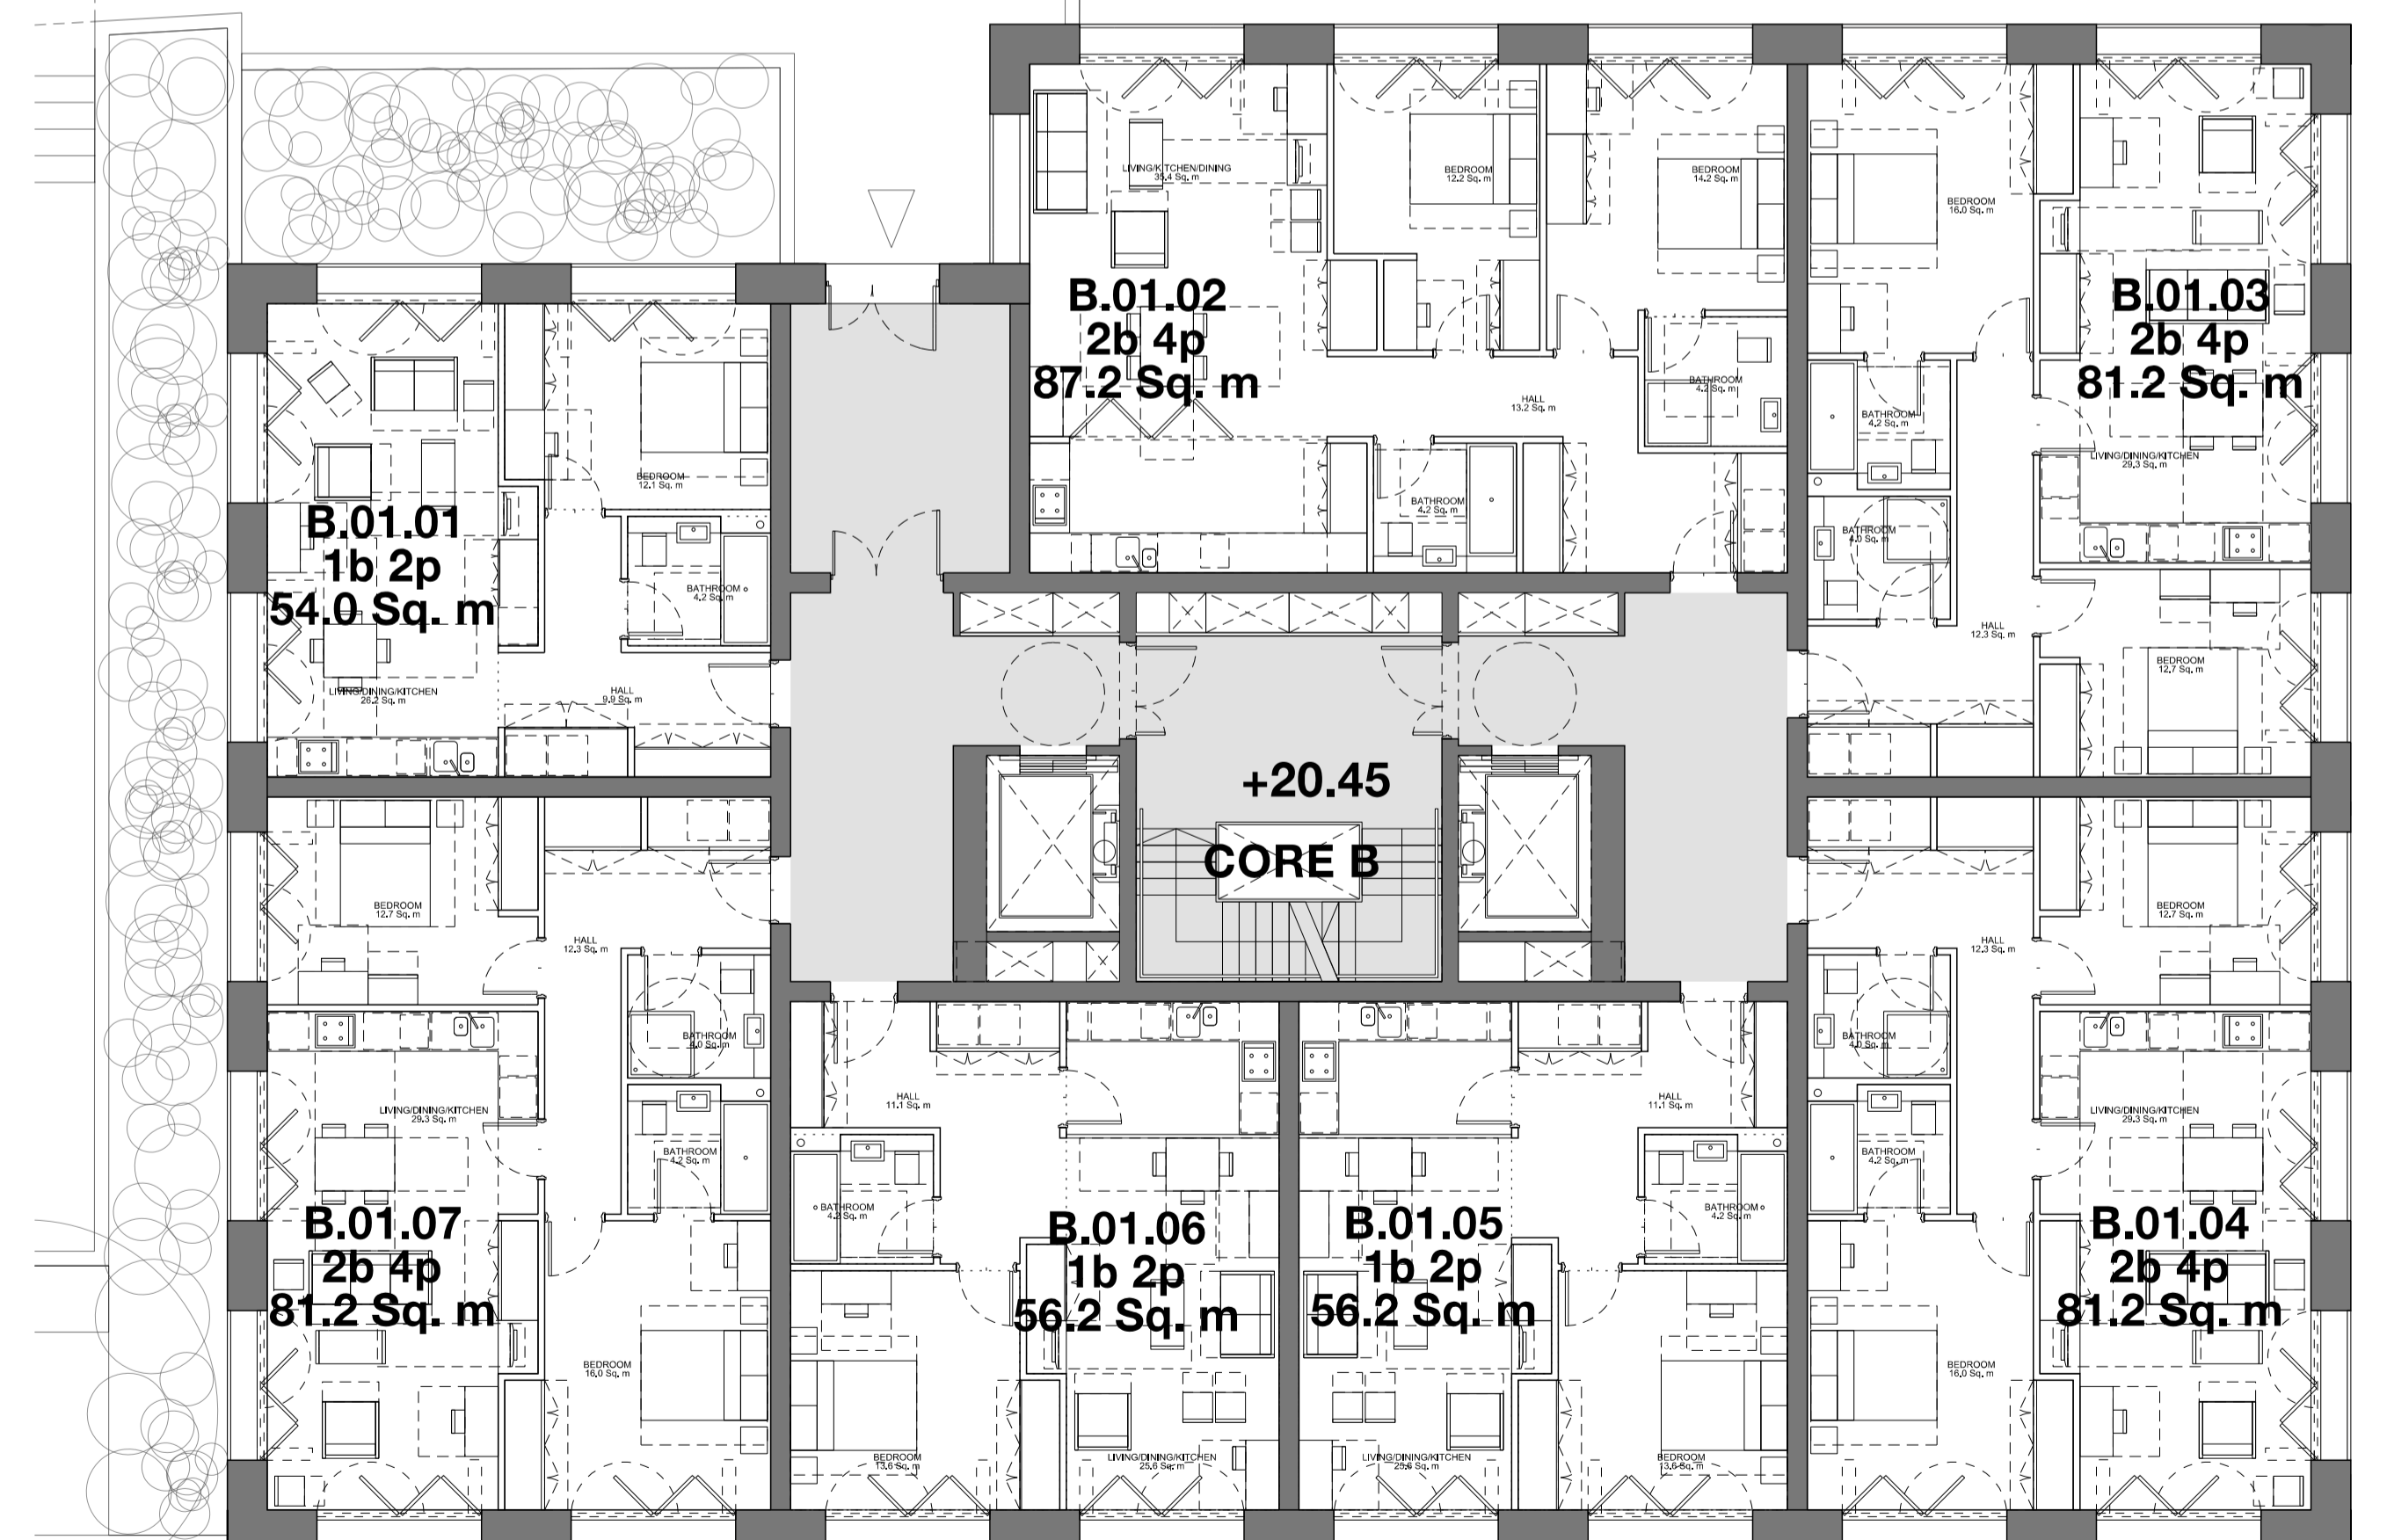 LIVING/KITCHEN/DINING
35.4 Sq. m
BEDROOM
12.2 Sq. m
BEDROOM
14.2 Sq. m
BEDROOM
16.0 Sq. m
B.01.02
2b 4p
87.2 Sq. m
B.01.03
2b 4p
81.2 Sq. m
BATHROOM
4.2 Sq. m
HALL
13.2 Sq. m
BATHROOM
4.2 Sq. m
LIVING/DINING/KITCHEN
29.3 Sq. m
BEDROOM
12.1 Sq. m
BATHROOM
4.2 Sq. m
BATHROOM
4.0 Sq. m
B.01.01
1b 2p
54.0 Sq. m
BATHROOM
4.2 Sq. m
HALL
12.3 Sq. m
BEDROOM
12.7 Sq. m
LIVING/DINING/KITCHEN
26.2 Sq. m
HALL
9.9 Sq. m
+20.45
CORE B
BEDROOM
12.7 Sq. m
HALL
12.3 Sq. m
HALL
12.3 Sq. m
BEDROOM
12.7 Sq. m
BATHROOM
4.0 Sq. m
BATHROOM
4.0 Sq. m
LIVING/DINING/KITCHEN
29.3 Sq. m
HALL
11.1 Sq. m
HALL
11.1 Sq. m
LIVING/DINING/KITCHEN
29.3 Sq. m
BATHROOM
4.2 Sq. m
BATHROOM
4.2 Sq. m
BATHROOM
4.2 Sq. m
BATHROOM
4.2 Sq. m
B.01.07
2b 4p
81.2 Sq. m
B.01.06
1b 2p
56.2 Sq. m
B.01.05
1b 2p
56.2 Sq. m
B.01.04
2b 4p
81.2 Sq. m
BEDROOM
16.0 Sq. m
BEDROOM
16.0 Sq. m
BEDROOM
13.6 Sq. m
LIVING/DINING/KITCHEN
25.6 Sq. m
LIVING/DINING/KITCHEN
25.6 Sq. m
BEDROOM
13.6 Sq. m